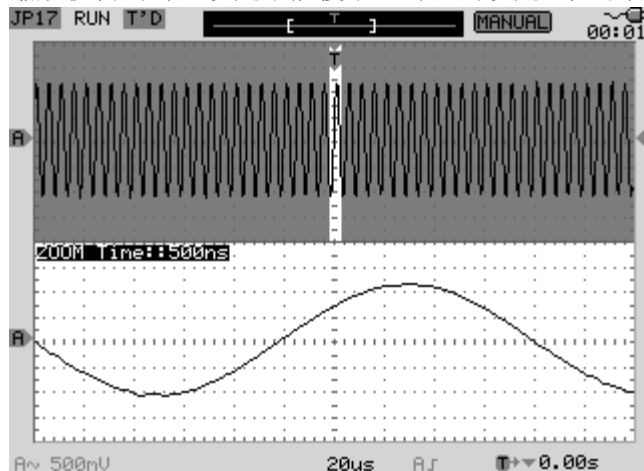 JP17 RUN T'D MANUAL
00:01
T
A
ZOOM Time::500ns
A
A~ 500mV 20us A T 0.00s